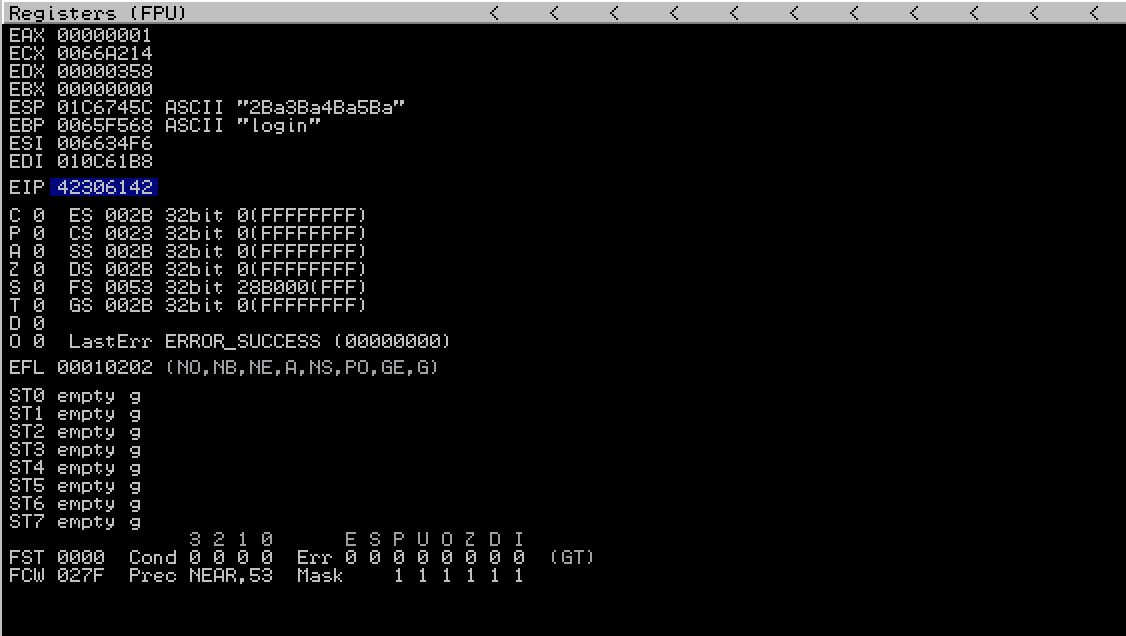 Registers (FPU) < < < < < < < < < < <
EAX 00000001
ECX 0066A214
EDX 00000358
EBX 00000000
ESP 01C6745C ASCII "2Ba3Ba4Ba5Ba"
EBP 0065F568 ASCII "login"
ESI 006634F6
EDI 010C61B8
EIP 42306142
C 0 ES 002B 32bit 0(FFFFFFFF)
P 0 CS 0023 32bit 0(FFFFFFFF)
A 0 SS 002B 32bit 0(FFFFFFFF)
Z 0 DS 002B 32bit 0(FFFFFFFF)
S 0 FS 0053 32bit 28B000(FFF)
T 0 GS 002B 32bit 0(FFFFFFFF)
D 0
O 0 LastErr ERROR_SUCCESS (00000000)
EFL 00010202 (NO,NB,NE,A,NS,PO,GE,G)
ST0 empty g
ST1 empty g
ST2 empty g
ST3 empty g
ST4 empty g
ST5 empty g
ST6 empty g
ST7 empty g
3 2 1 0 E S P U O Z D I
FST 0000 Cond 0 0 0 0 Err 0 0 0 0 0 0 0 0 (GT)
FCW 027F Prec NEAR,53 Mask 1 1 1 1 1 1